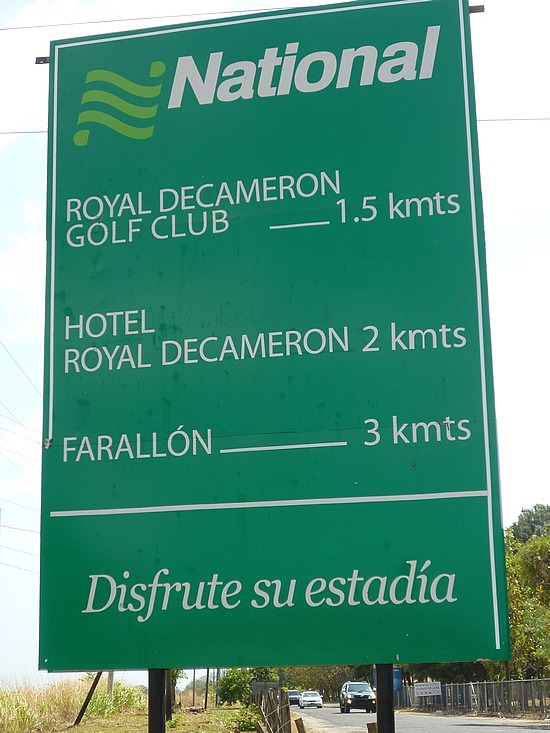 National
ROYAL DECAMERON
GOLF CLUB 1.5 kmts
HOTEL
ROYAL DECAMERON 2 kmts
FARALLÓN 3 kmts
Disfrute su estadía